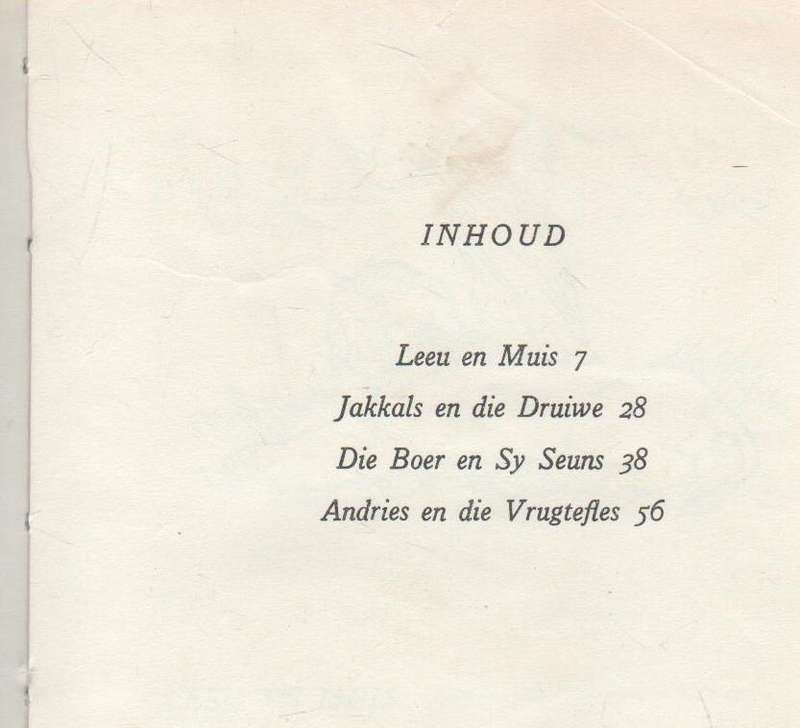 INHOUD
Leeu en Muis 7
Jakkals en die Druiwe 28
Die Boer en Sy Seuns 38
Andries en die Vrugtefles 56